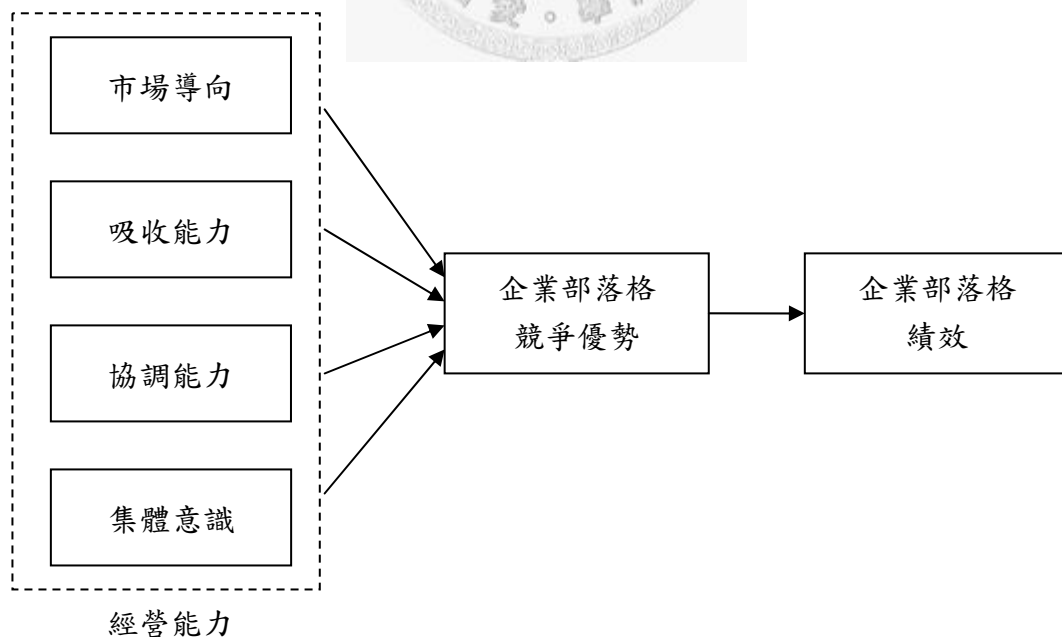 市場導向
吸收能力
協調能力
集體意識
經營能力
企業部落格
競爭優勢
企業部落格
績效